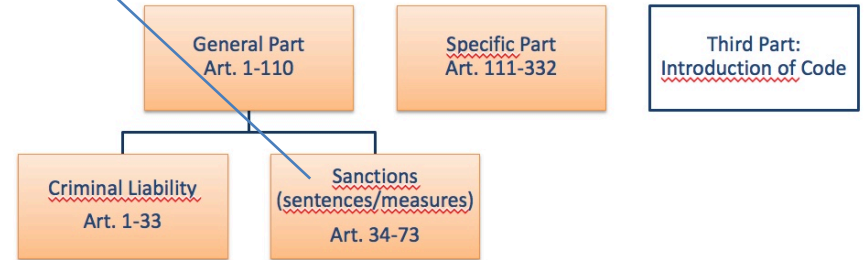 General Part
Art. 1-110
Specific Part
Art. 111-332
Third Part:
Introduction of Code
Criminal Liability
Art. 1-33
Sanctions
(sentences/measures)
Art. 34-73